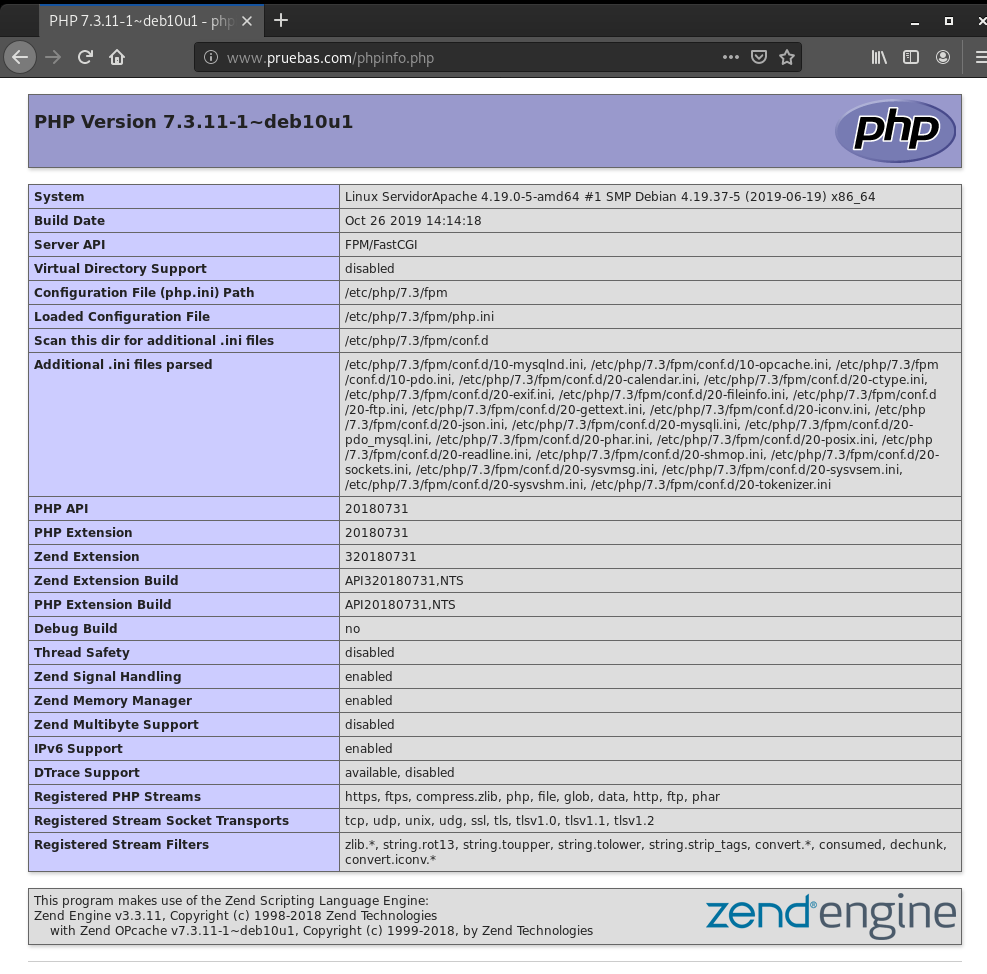 PHP 7.3.11-1~deb10u1 - php
www.pruebas.com/phpinfo.php
PHP Version 7.3.11-1~deb10u1
php
System Linux ServidorApache 4.19.0-5-amd64 #1 SMP Debian 4.19.37-5 (2019-06-19) x86_64
Build Date Oct 26 2019 14:14:18
Server API FPM/FastCGI
Virtual Directory Support disabled
Configuration File (php.ini) Path /etc/php/7.3/fpm
Loaded Configuration File /etc/php/7.3/fpm/php.ini
Scan this dir for additional .ini files /etc/php/7.3/fpm/conf.d
Additional .ini files parsed /etc/php/7.3/fpm/conf.d/10-mysqlnd.ini, /etc/php/7.3/fpm/conf.d/10-opcache.ini, /etc/php/7.3/fpm
/conf.d/10-pdo.ini, /etc/php/7.3/fpm/conf.d/20-calendar.ini, /etc/php/7.3/fpm/conf.d/20-ctype.ini,
/etc/php/7.3/fpm/conf.d/20-exif.ini, /etc/php/7.3/fpm/conf.d/20-fileinfo.ini, /etc/php/7.3/fpm/conf.d
/20-ftp.ini, /etc/php/7.3/fpm/conf.d/20-gettext.ini, /etc/php/7.3/fpm/conf.d/20-iconv.ini, /etc/php
/7.3/fpm/conf.d/20-json.ini, /etc/php/7.3/fpm/conf.d/20-mysqli.ini, /etc/php/7.3/fpm/conf.d/20-
pdo_mysql.ini, /etc/php/7.3/fpm/conf.d/20-phar.ini, /etc/php/7.3/fpm/conf.d/20-posix.ini, /etc/php
/7.3/fpm/conf.d/20-readline.ini, /etc/php/7.3/fpm/conf.d/20-shmop.ini, /etc/php/7.3/fpm/conf.d/20-
sockets.ini, /etc/php/7.3/fpm/conf.d/20-sysvmsg.ini, /etc/php/7.3/fpm/conf.d/20-sysvsem.ini,
/etc/php/7.3/fpm/conf.d/20-sysvshm.ini, /etc/php/7.3/fpm/conf.d/20-tokenizer.ini
PHP API 20180731
PHP Extension 20180731
Zend Extension 320180731
Zend Extension Build API320180731,NTS
PHP Extension Build API20180731,NTS
Debug Build no
Thread Safety disabled
Zend Signal Handling enabled
Zend Memory Manager enabled
Zend Multibyte Support disabled
IPv6 Support enabled
DTrace Support available, disabled
Registered PHP Streams https, ftps, compress.zlib, php, file, glob, data, http, ftp, phar
Registered Stream Socket Transports tcp, udp, unix, udg, ssl, tls, tlsv1.0, tlsv1.1, tlsv1.2
Registered Stream Filters zlib.*, string.rot13, string.toupper, string.tolower, string.strip_tags, convert.*, consumed, dechunk,
convert.iconv.*
This program makes use of the Zend Scripting Language Engine:
Zend Engine v3.3.11, Copyright (c) 1998-2018 Zend Technologies
with Zend OPcache v7.3.11-1~deb10u1, Copyright (c) 1999-2018, by Zend Technologies
zend® engine